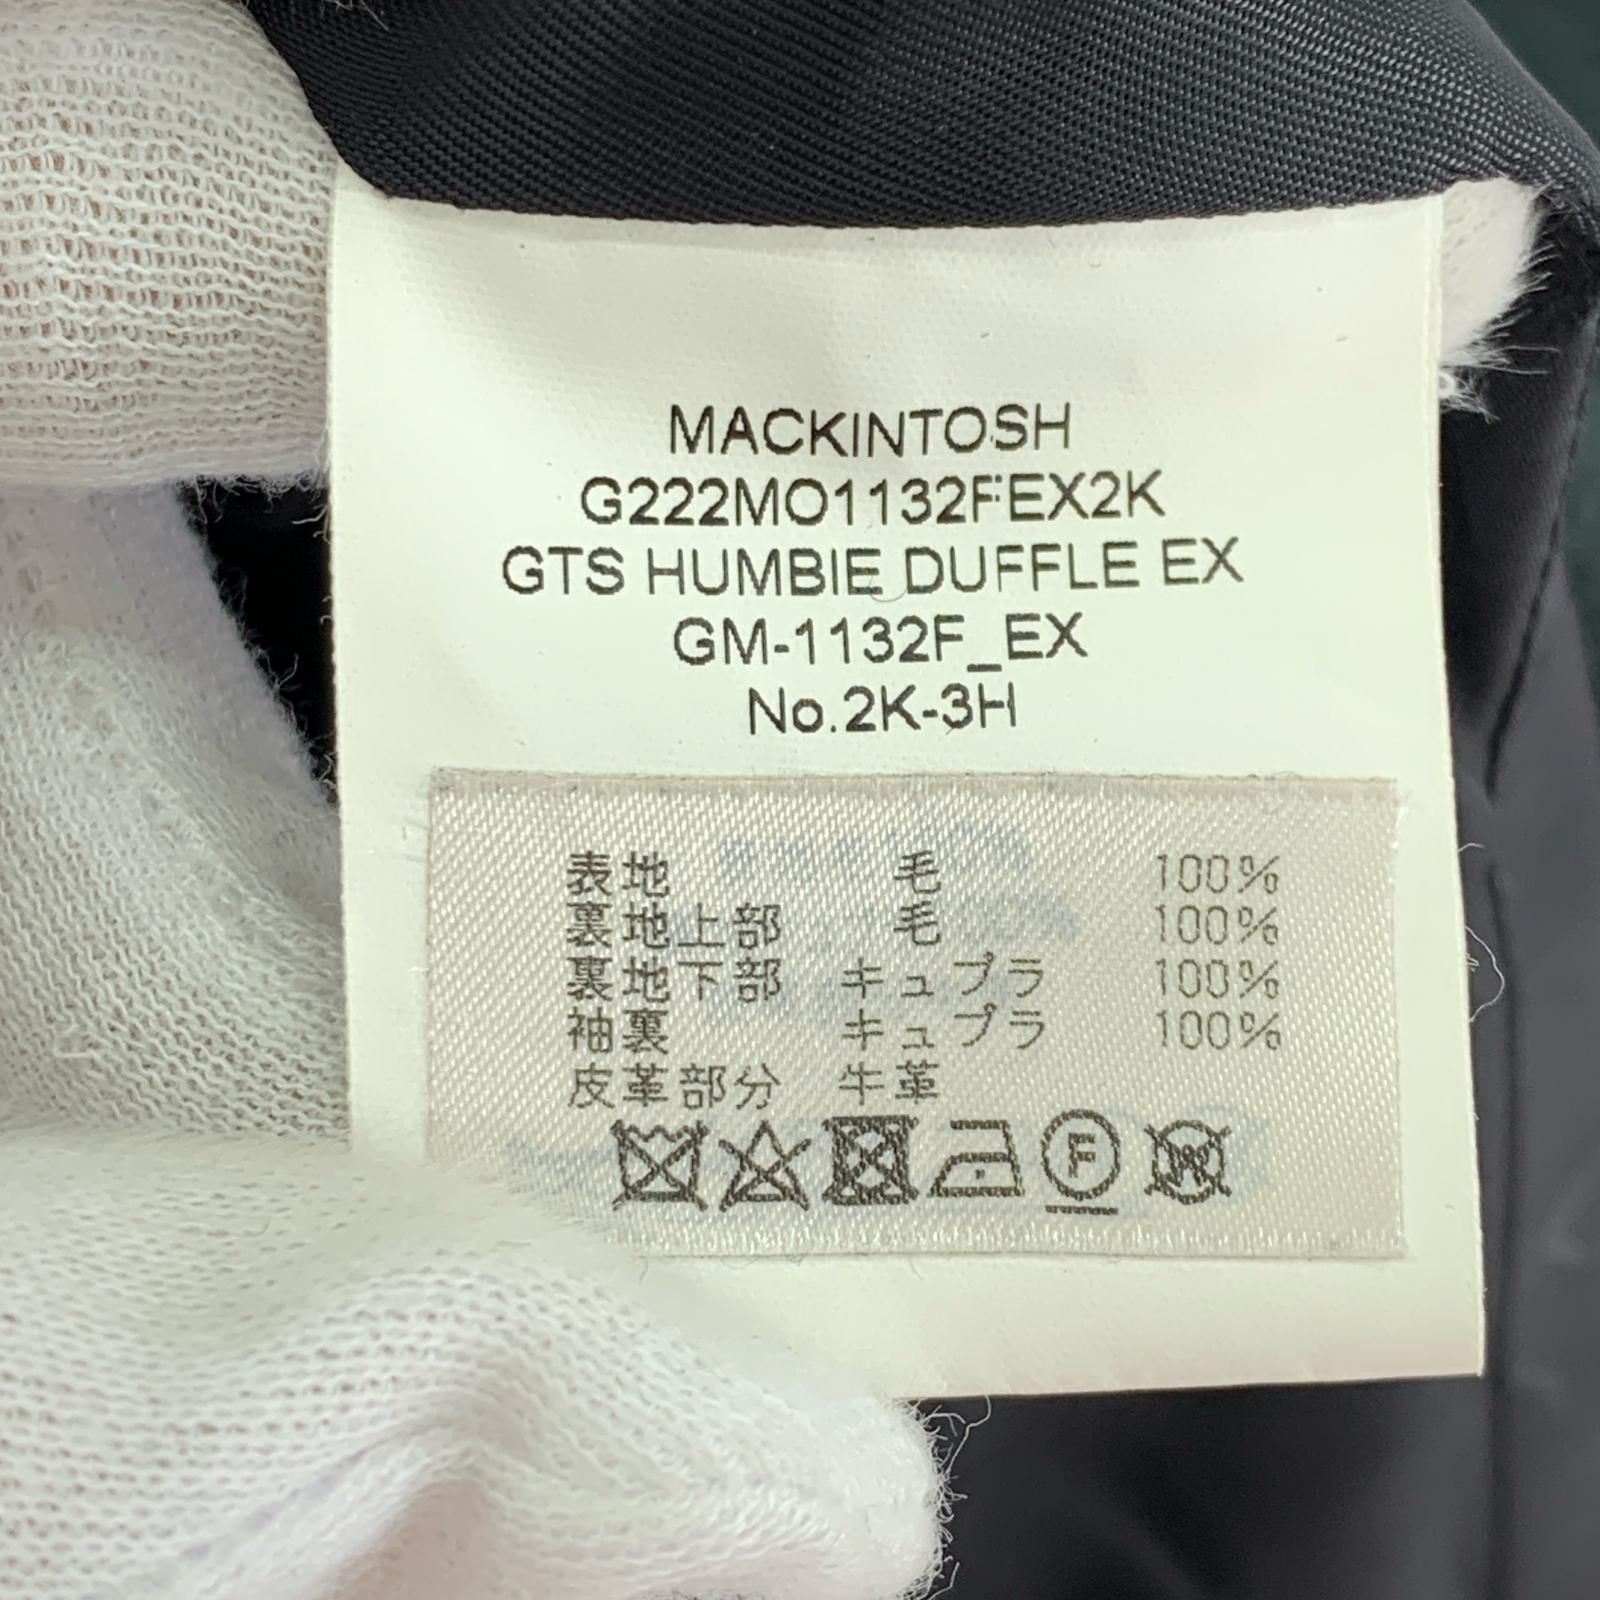 MACKINTOSH
G222MO1132FEX2K
GTS HUMBIE DUFFLE EX
GM-1132F_EX
No.2K-3H
表地 毛 100%
裏地上部 毛 100%
裏地下部 キュプラ 100%
袖裏 キュプラ 100%
皮革部分 牛革
F W